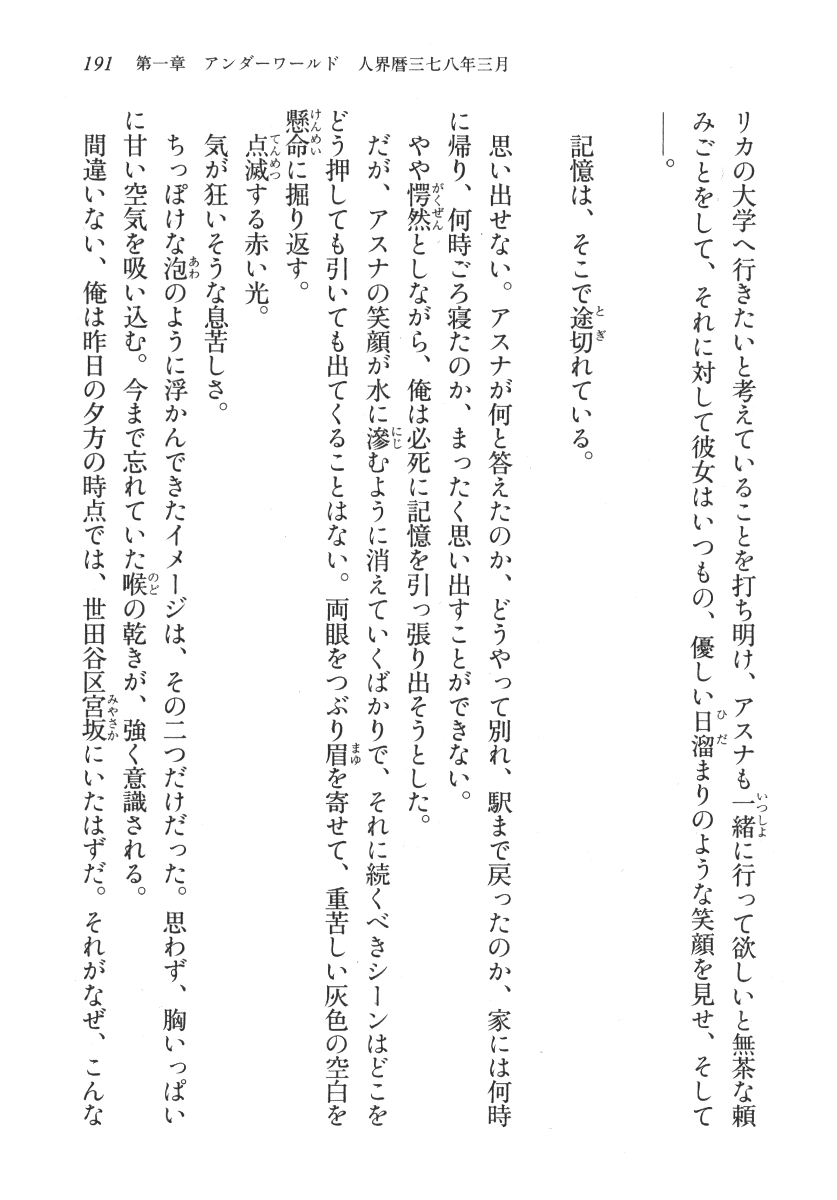 191　第一章　アンダーワールド　人界暦三七八年三月
リカの大学へ行きたいと考えていることを打ち明け、アスナも一緒に行って欲しいと無茶な頼
みごとをして、それに対して彼女はいつもの、優しい日溜まりのような笑顔を見せ、そして
――。
記憶は、そこで途切れている。
思い出せない。アスナが何と答えたのか、どうやって別れ、駅まで戻ったのか、家には何時
に帰り、何時ごろ寝たのか、まったく思い出すことができない。
やや愕然としながら、俺は必死に記憶を引っ張り出そうとした。
だが、アスナの笑顔が水に滲むように消えていくばかりで、それに続くべきシーンはどこを
どう押しても引いても出てくることはない。両眼をつぶり眉を寄せて、重苦しい灰色の空白を
懸命に掘り返す。
点滅する赤い光。
気が狂いそうな息苦しさ。
ちっぽけな泡のように浮かんできたイメージは、その二つだけだった。思わず、胸いっぱい
に甘い空気を吸い込む。今まで忘れていた喉の乾きが、強く意識される。
間違いない、俺は昨日の夕方の時点では、世田谷区宮坂にいたはずだ。それがなぜ、こんな